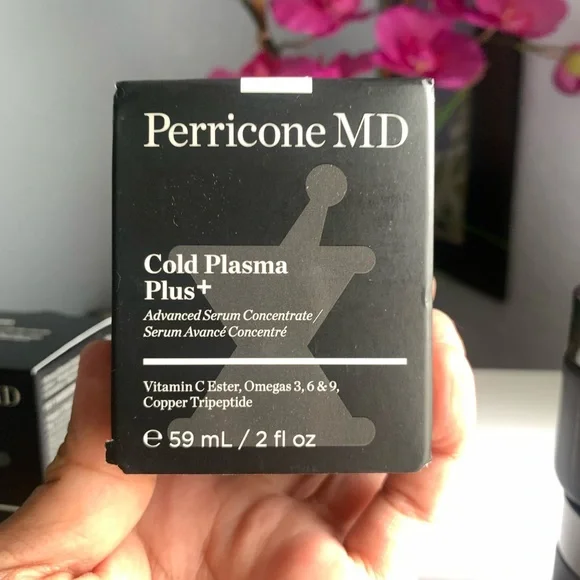 Perricone MD
Cold Plasma
Plus+
Advanced Serum Concentrate /
Serum Avancé Concentré
Vitamin C Ester, Omegas 3, 6 & 9,
Copper Tripeptide
℮ 59 mL / 2 fl oz
MD